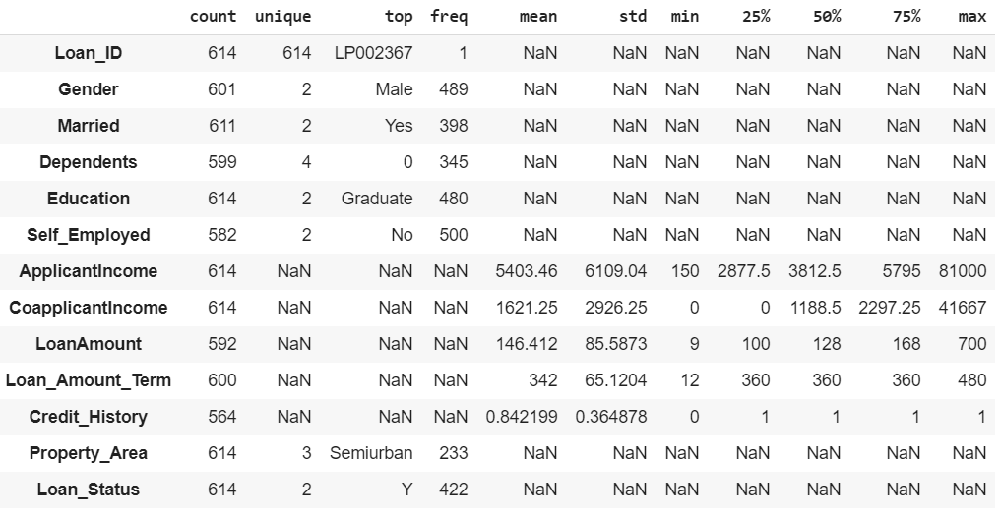 count unique top freq mean std min 25% 50% 75% max
Loan_ID 614 614 LP002367 1 NaN NaN NaN NaN NaN NaN NaN
Gender 601 2 Male 489 NaN NaN NaN NaN NaN NaN NaN
Married 611 2 Yes 398 NaN NaN NaN NaN NaN NaN NaN
Dependents 599 4 0 345 NaN NaN NaN NaN NaN NaN NaN
Education 614 2 Graduate 480 NaN NaN NaN NaN NaN NaN NaN
Self_Employed 582 2 No 500 NaN NaN NaN NaN NaN NaN NaN
ApplicantIncome 614 NaN NaN NaN 5403.46 6109.04 150 2877.5 3812.5 5795 81000
CoapplicantIncome 614 NaN NaN NaN 1621.25 2926.25 0 0 1188.5 2297.25 41667
LoanAmount 592 NaN NaN NaN 146.412 85.5873 9 100 128 168 700
Loan_Amount_Term 600 NaN NaN NaN 342 65.1204 12 360 360 360 480
Credit_History 564 NaN NaN NaN 0.842199 0.364878 0 1 1 1 1
Property_Area 614 3 Semiurban 233 NaN NaN NaN NaN NaN NaN NaN
Loan_Status 614 2 Y 422 NaN NaN NaN NaN NaN NaN NaN